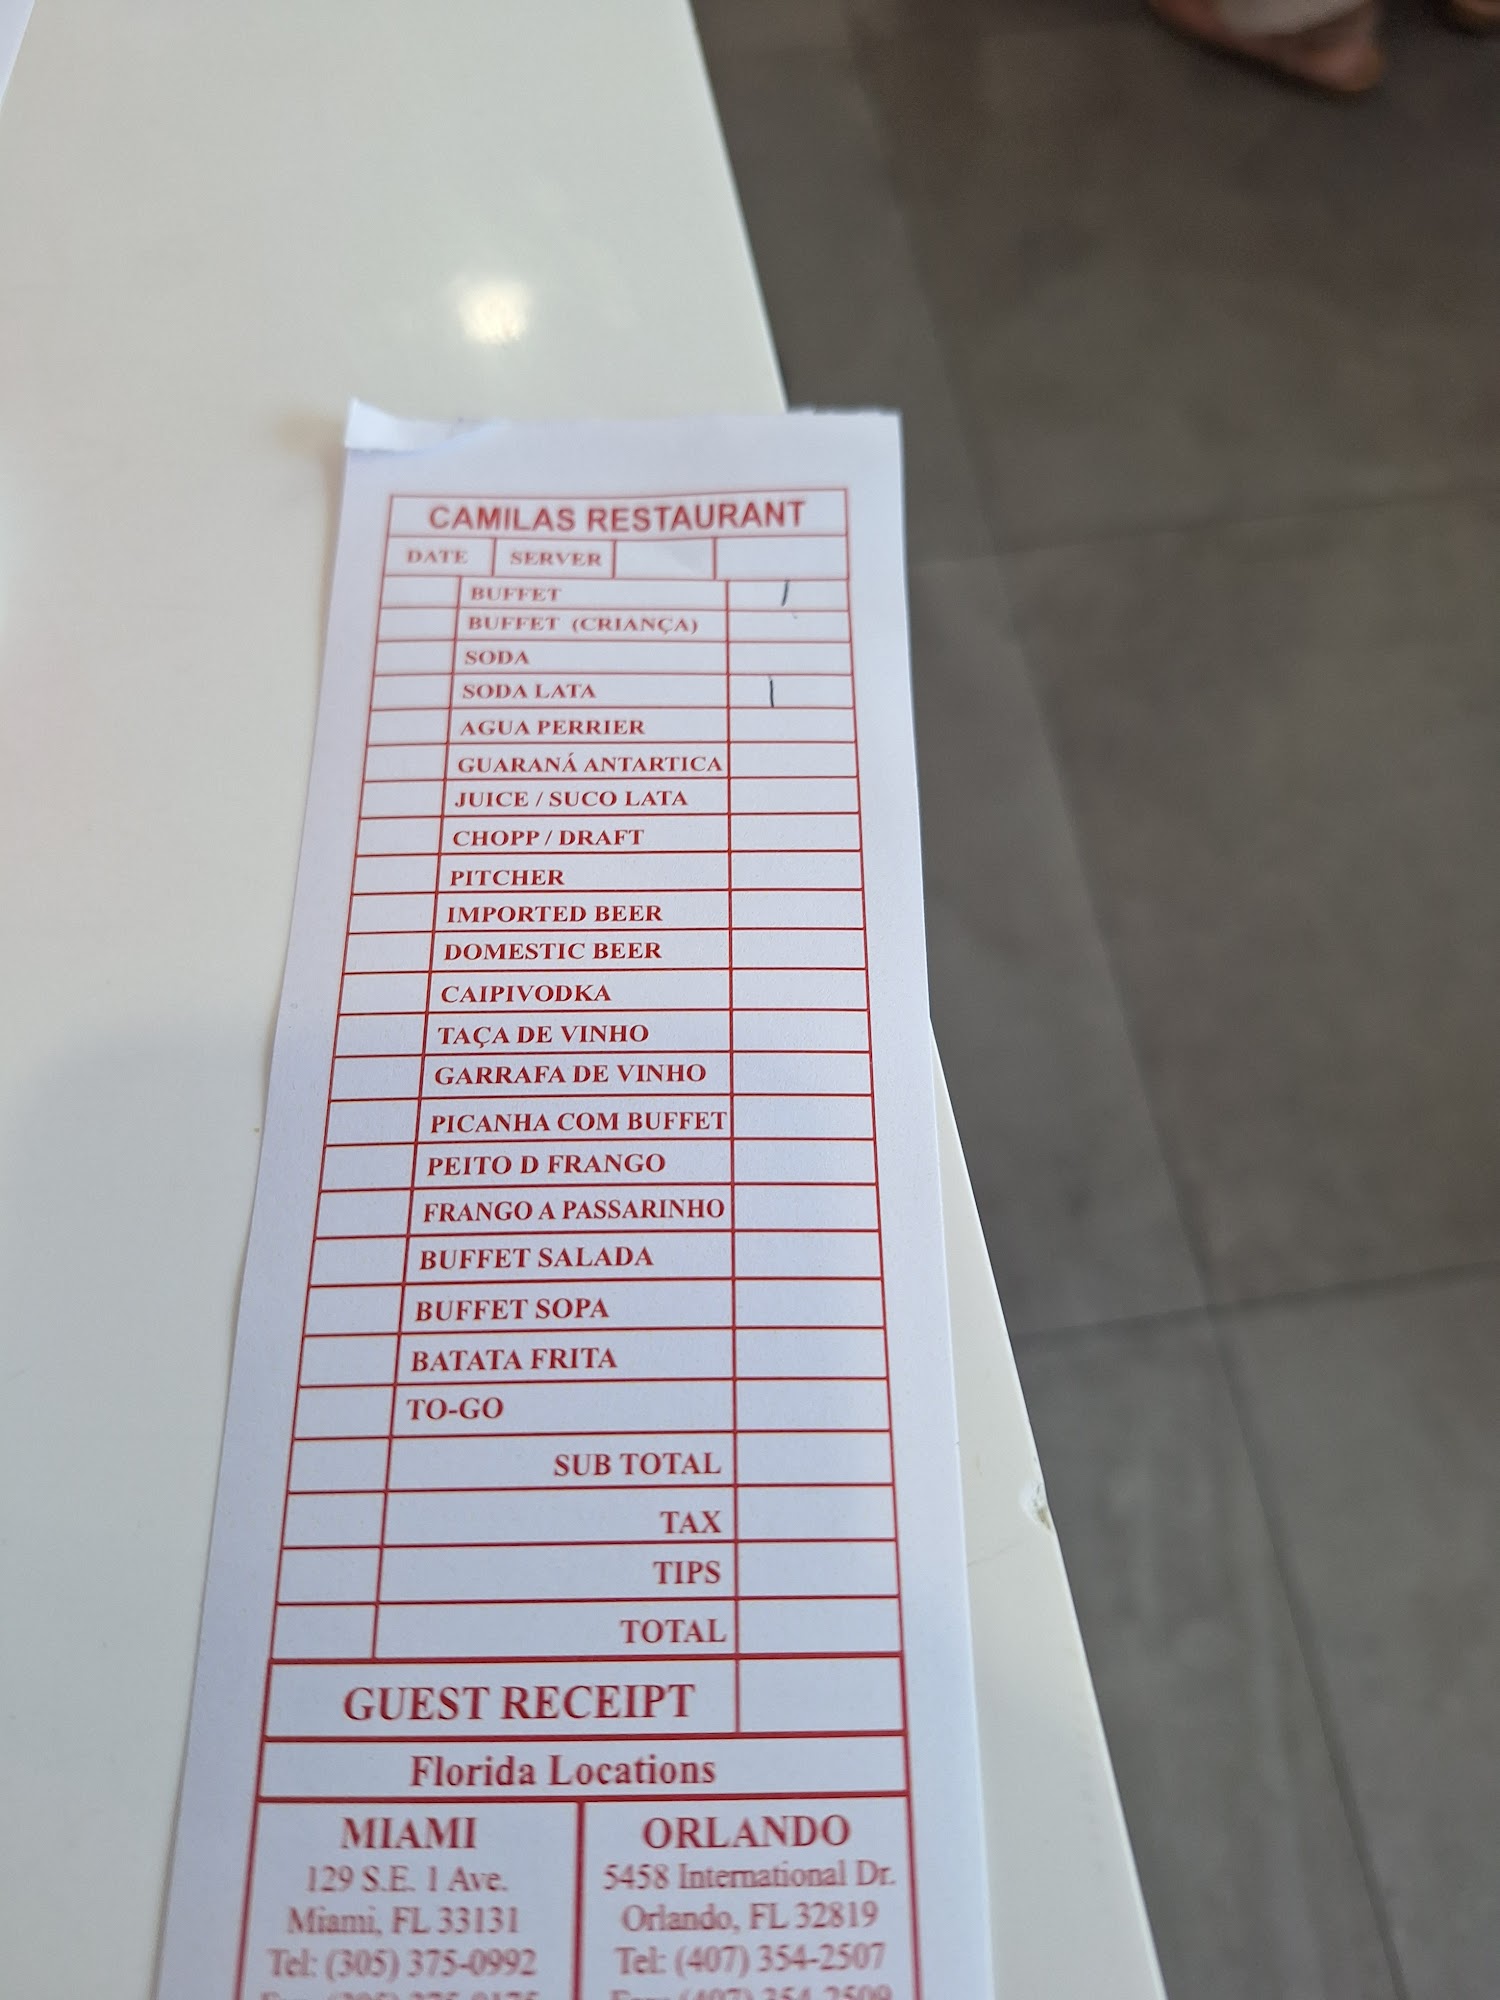 CAMILAS RESTAURANT
DATE SERVER
BUFFET 1
BUFFET (CRIANÇA)
SODA
SODA LATA 1
AGUA PERRIER
GUARANÁ ANTARTICA
JUICE / SUCO LATA
CHOPP / DRAFT
PITCHER
IMPORTED BEER
DOMESTIC BEER
CAIPIVODKA
TAÇA DE VINHO
GARRAFA DE VINHO
PICANHA COM BUFFET
PEITO D FRANGO
FRANGO A PASSARINHO
BUFFET SALADA
BUFFET SOPA
BATATA FRITA
TO-GO
SUB TOTAL
TAX
TIPS
TOTAL
GUEST RECEIPT
Florida Locations
MIAMI
129 S.E. 1 Ave.
Miami, FL 33131
Tel: (305) 375-0992
ORLANDO
5458 International Dr.
Orlando, FL 32819
Tel: (407) 354-2507